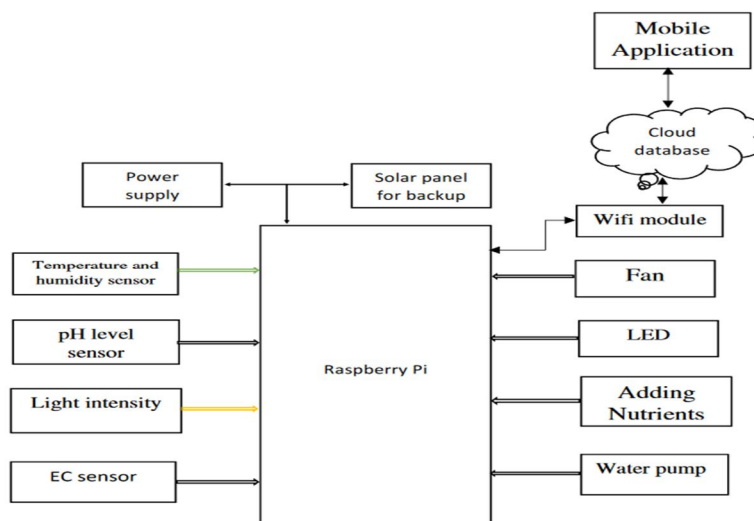 Mobile
Application
Cloud
database
Power
supply
Solar panel
for backup
Wifi module
Temperature and
humidity sensor
Fan
pH level
sensor
LED
Raspberry Pi
Light intensity
Adding
Nutrients
EC sensor
Water pump